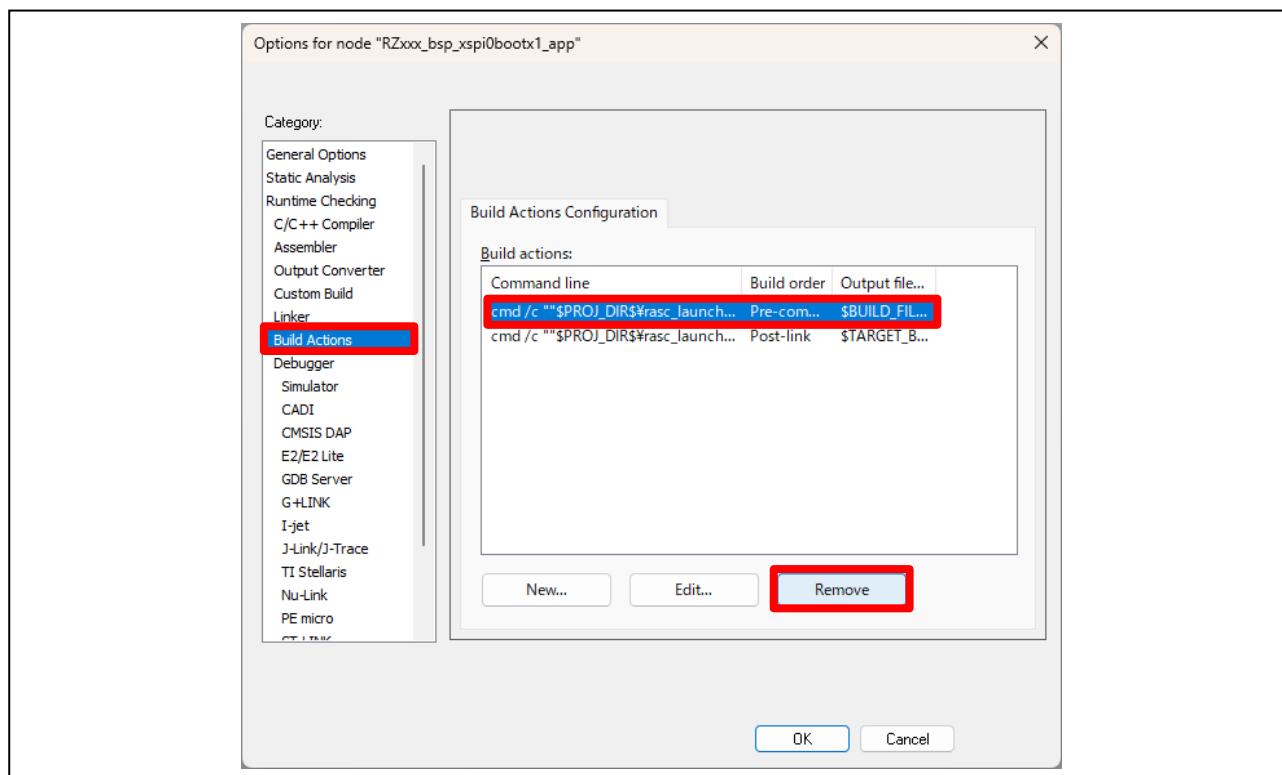 Options for node "RZxxx_bsp_xspi0bootx1_app"
Category:
General Options
Static Analysis
Runtime Checking
C/C++ Compiler
Assembler
Output Converter
Custom Build
Linker
Build Actions
Debugger
Simulator
CADI
CMSIS DAP
E2/E2 Lite
GDB Server
G+LINK
I-jet
J-Link/J-Trace
TI Stellaris
Nu-Link
PE micro
Build Actions Configuration
Build actions:
Command line Build order Output file...
cmd /c ""$PROJ_DIR$¥rasc_launch... Pre-com... $BUILD_FIL...
cmd /c ""$PROJ_DIR$¥rasc_launch... Post-link $TARGET_B...
New... Edit... Remove
OK Cancel